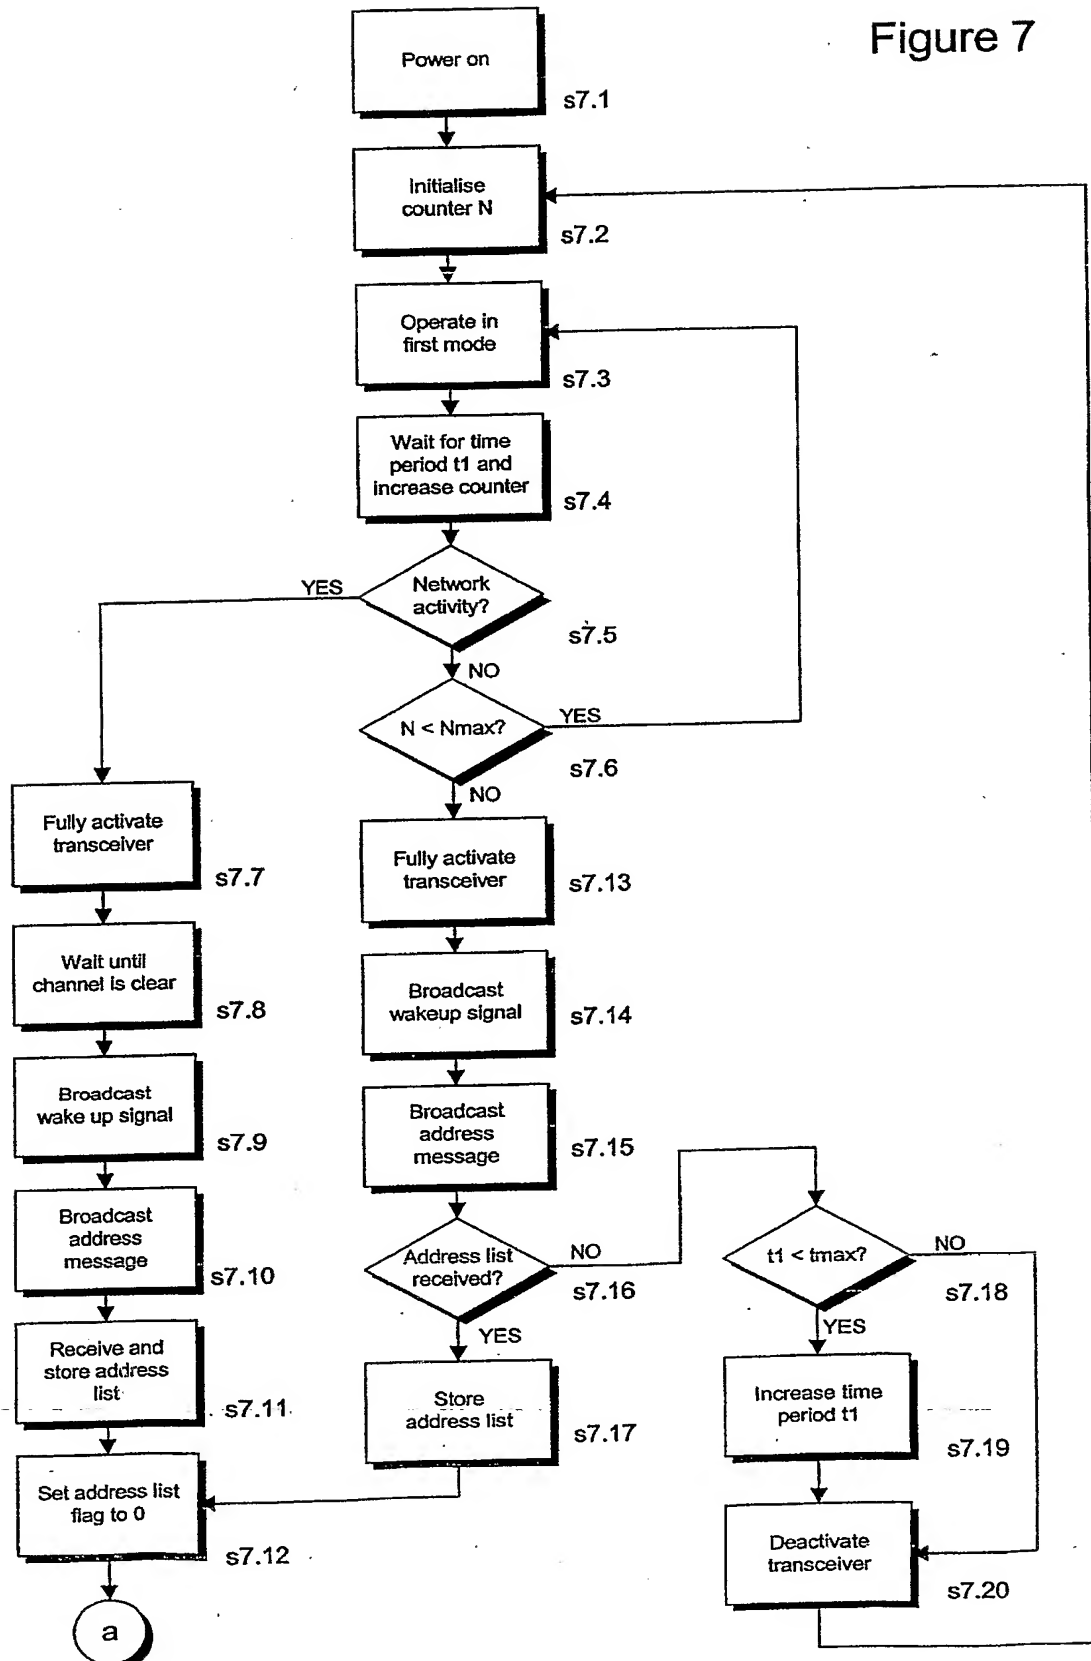 Figure 7
Power on
s7.1
Initialise
counter N
s7.2
Operate in
first mode
s7.3
Wait for time
period t1 and
increase counter
s7.4
Network
activity?
YES
s7.5
NO
N < Nmax?
YES
s7.6
NO
Fully activate
transceiver
s7.7
Wait until
channel is clear
s7.8
Broadcast
wake up signal
s7.9
Broadcast
address
message
s7.10
Receive and
store address
list
s7.11
Set address list
flag to 0
s7.12
a
Fully activate
transceiver
s7.13
Broadcast
wakeup signal
s7.14
Broadcast
address
message
s7.15
Address list
received?
NO
s7.16
YES
Store
address list
s7.17
t1 < tmax?
NO
s7.18
YES
Increase time
period t1
s7.19
Deactivate
transceiver
s7.20